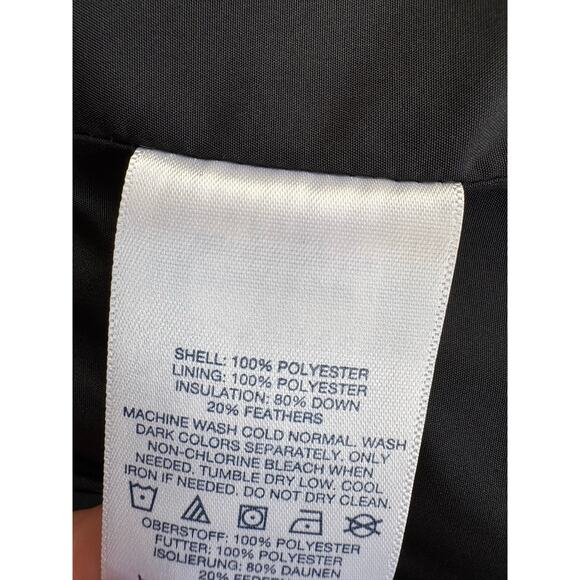 SHELL: 100% POLYESTER
LINING: 100% POLYESTER
INSULATION: 80% DOWN
20% FEATHERS
MACHINE WASH COLD NORMAL. WASH
DARK COLORS SEPARATELY. ONLY
NON-CHLORINE BLEACH WHEN
NEEDED. TUMBLE DRY LOW. COOL
IRON IF NEEDED. DO NOT DRY CLEAN.
OBERSTOFF: 100% POLYESTER
FUTTER: 100% POLYESTER
ISOLIERUNG: 80% DAUNEN
20%